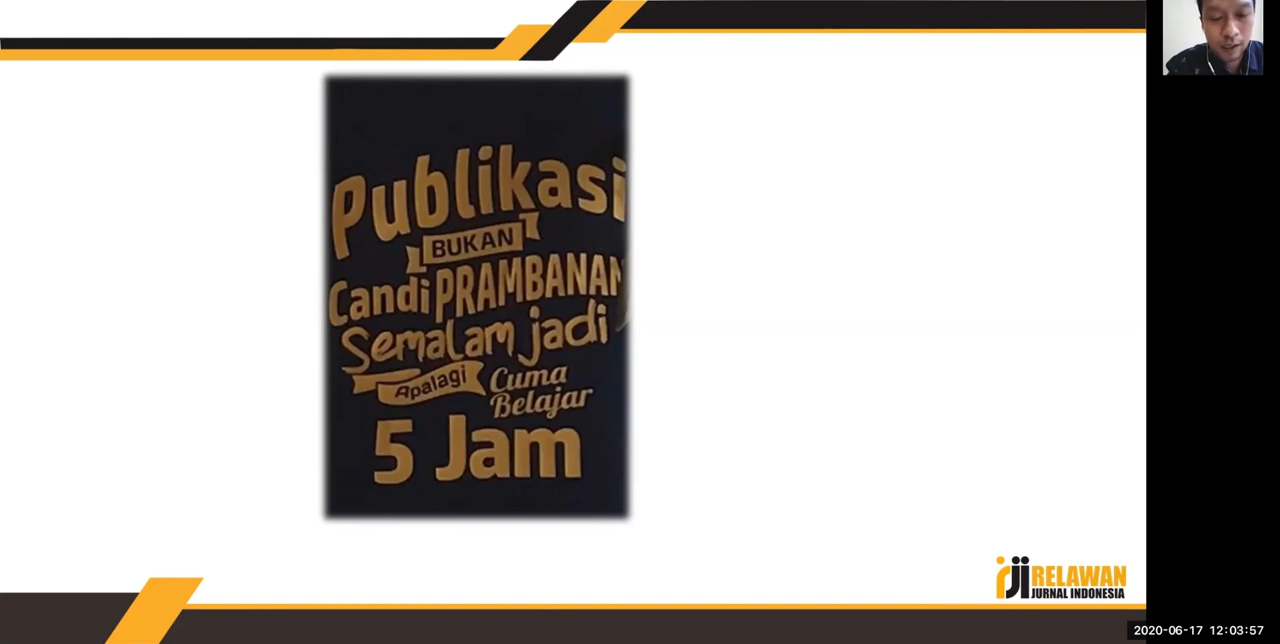 Publikasi
BUKAN
Candi PRAMBANAN
Semalam jadi
Apalagi Cuma
Belajar
5 Jam
rji RELAWAN
JURNAL INDONESIA
2020-06-17 12:03:57